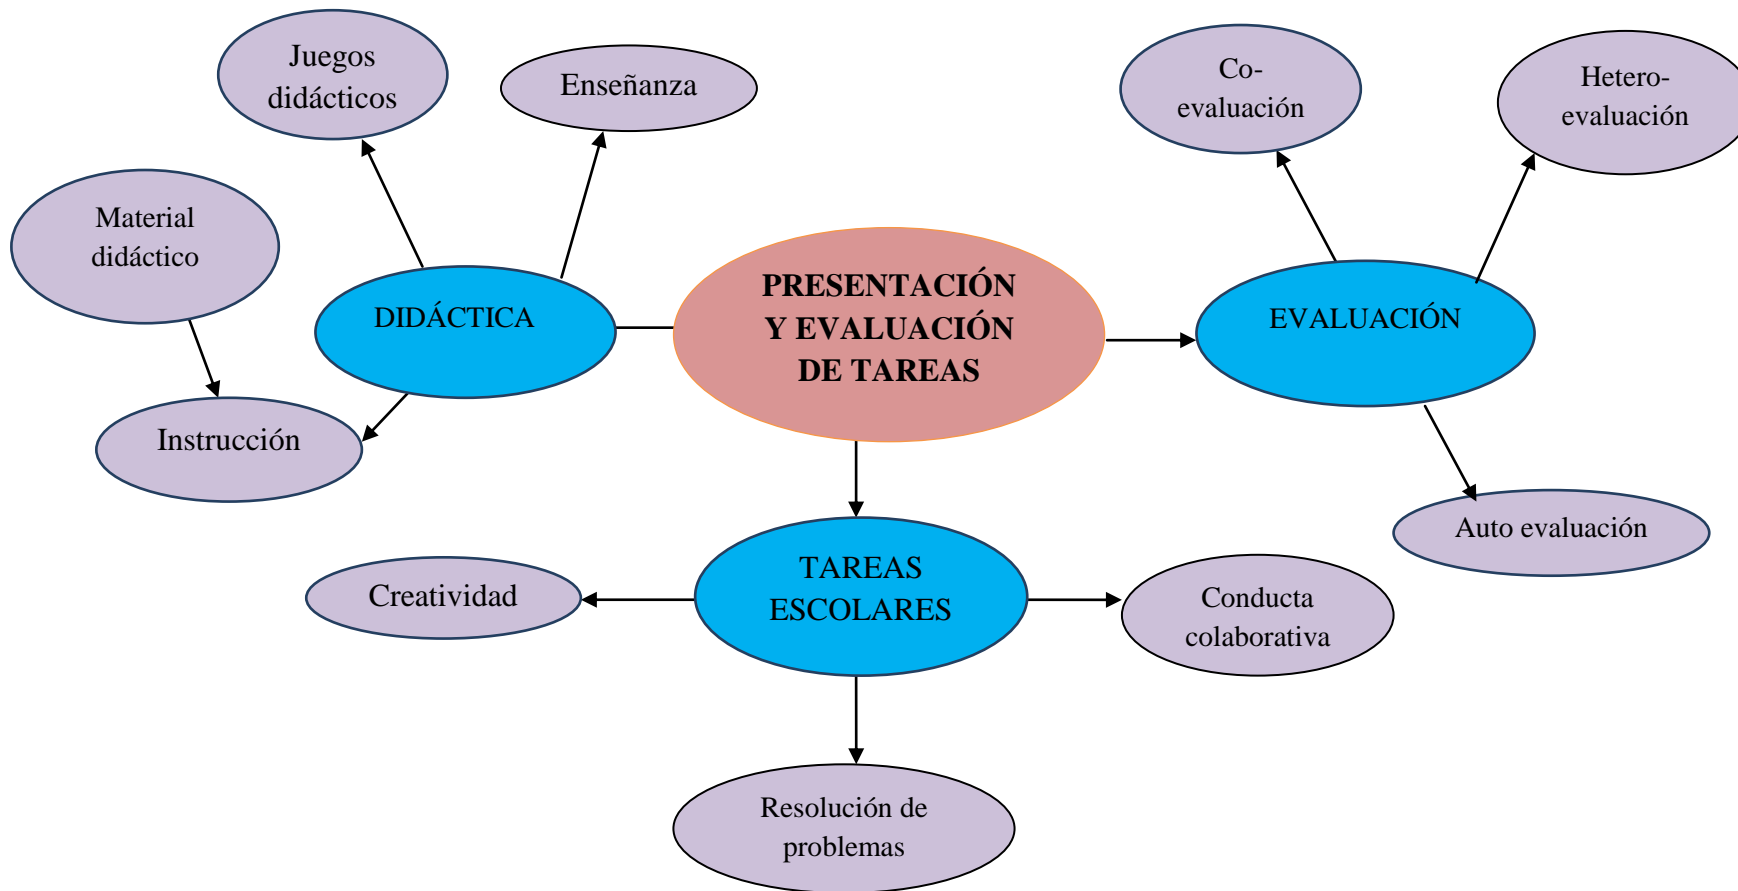 Juegos
didácticos
Enseñanza
Co-
evaluación
Hetero-
evaluación
Material
didáctico
DIDÁCTICA
PRESENTACIÓN
Y EVALUACIÓN
DE TAREAS
EVALUACIÓN
Instrucción
Auto evaluación
TAREAS
ESCOLARES
Creatividad
Conducta
colaborativa
Resolución de
problemas